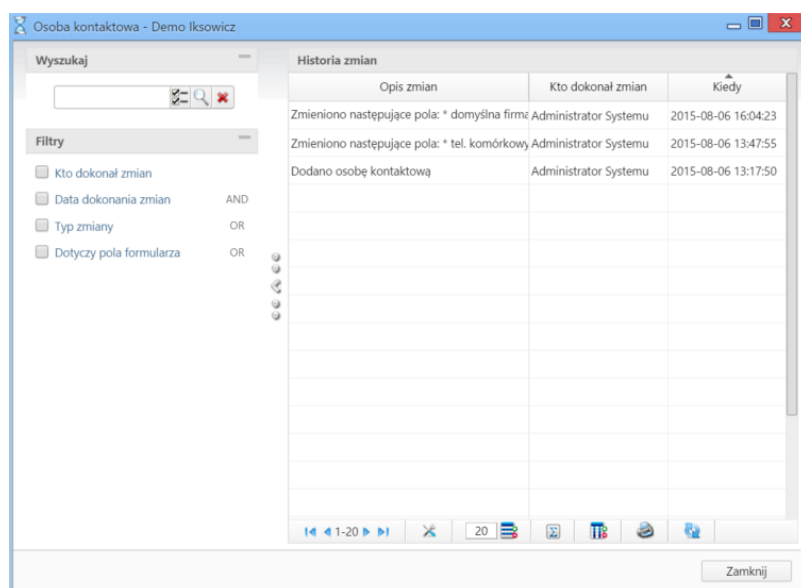 Osoba kontaktowa - Demo Iksowicz
Wyszukaj
Filtry
Kto dokonał zmian
Data dokonania zmian AND
Typ zmiany OR
Dotyczy pola formularza OR
Historia zmian
Opis zmian Kto dokonał zmian Kiedy
Zmieniono następujące pola: * domyślna firma Administrator Systemu 2015-08-06 16:04:23
Zmieniono następujące pola: * tel. komórkowy Administrator Systemu 2015-08-06 13:47:55
Dodano osobę kontaktową Administrator Systemu 2015-08-06 13:17:50
1-20 20
Zamknij